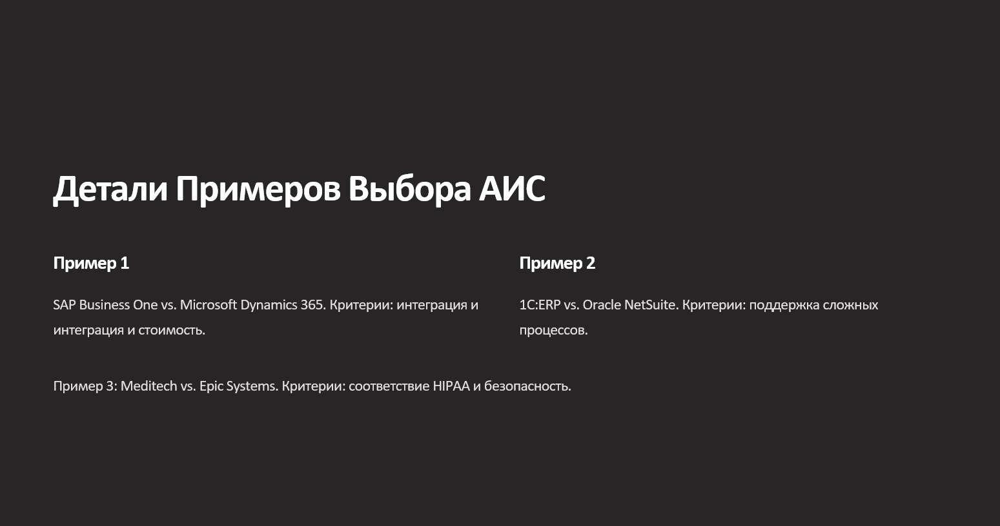 Детали Примеров Выбора АИС
Пример 1
SAP Business One vs. Microsoft Dynamics 365. Критерии: интеграция и
интеграция и стоимость.
Пример 2
1С:ERP vs. Oracle NetSuite. Критерии: поддержка сложных
процессов.
Пример 3: Meditech vs. Epic Systems. Критерии: соответствие HIPAA и безопасность.